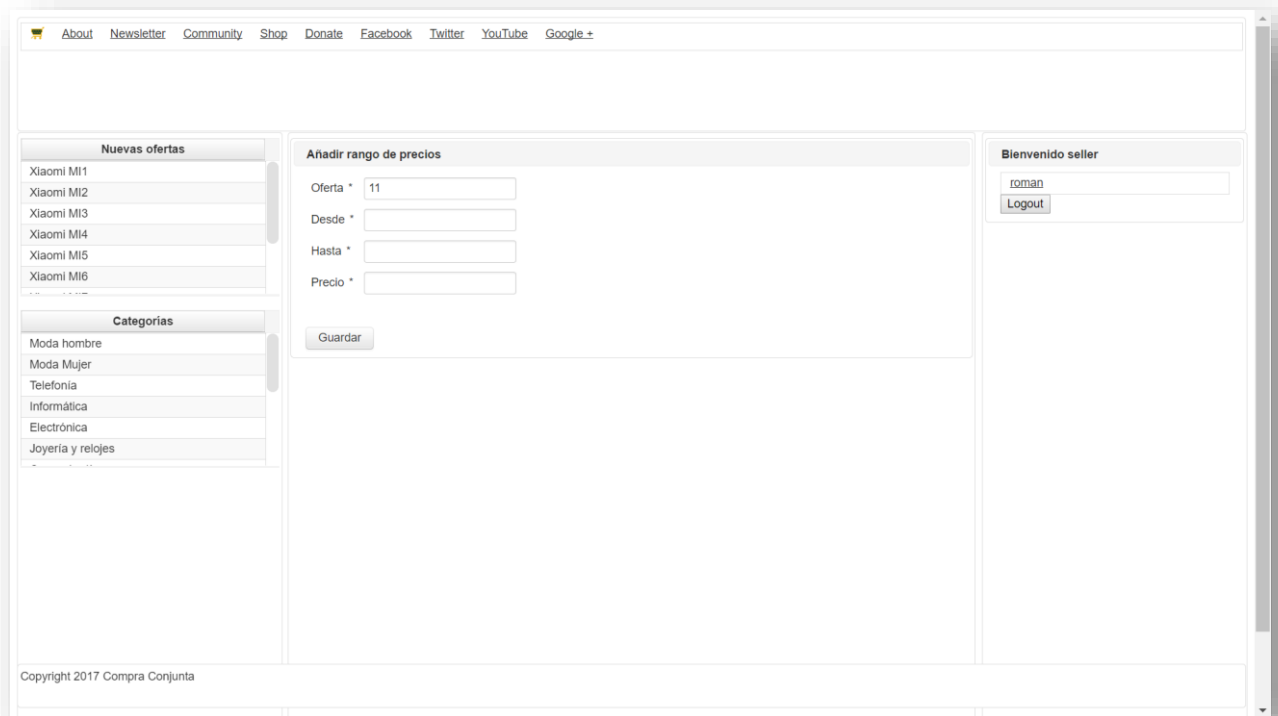 About Newsletter Community Shop Donate Facebook Twitter YouTube Google +
Nuevas ofertas
Xiaomi MI1
Xiaomi MI2
Xiaomi MI3
Xiaomi MI4
Xiaomi MI5
Xiaomi MI6
Categorías
Moda hombre
Moda Mujer
Telefonía
Informática
Electrónica
Joyería y relojes
Añadir rango de precios
Oferta * 11
Desde *
Hasta *
Precio *
Guardar
Bienvenido seller
roman
Logout
Copyright 2017 Compra Conjunta